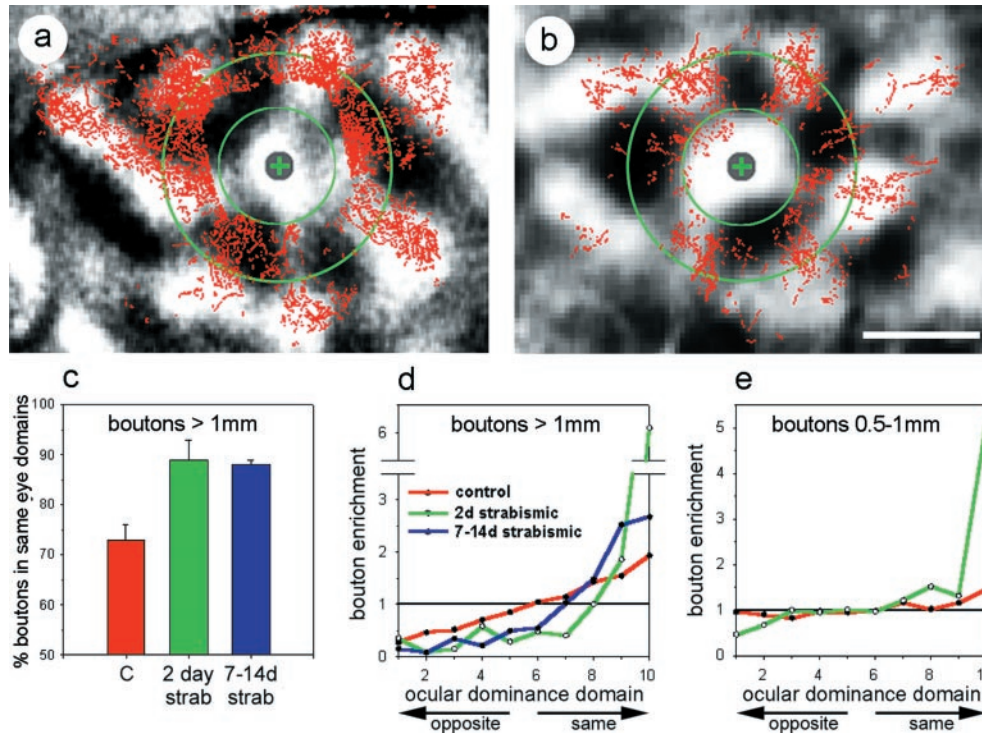 a
b
c
d
e
boutons > 1mm
% boutons in same eye domains
100
90
80
70
60
50
C
2 day strab
7-14d strab
boutons > 1mm
bouton enrichment
6
3
2
1
0
control
2d strabismic
7-14d strabismic
2 4 6 8 10
ocular dominance domain
opposite same
boutons 0.5-1mm
bouton enrichment
5
4
3
2
1
0
2 4 6 8 1
ocular dominance domain
opposite same